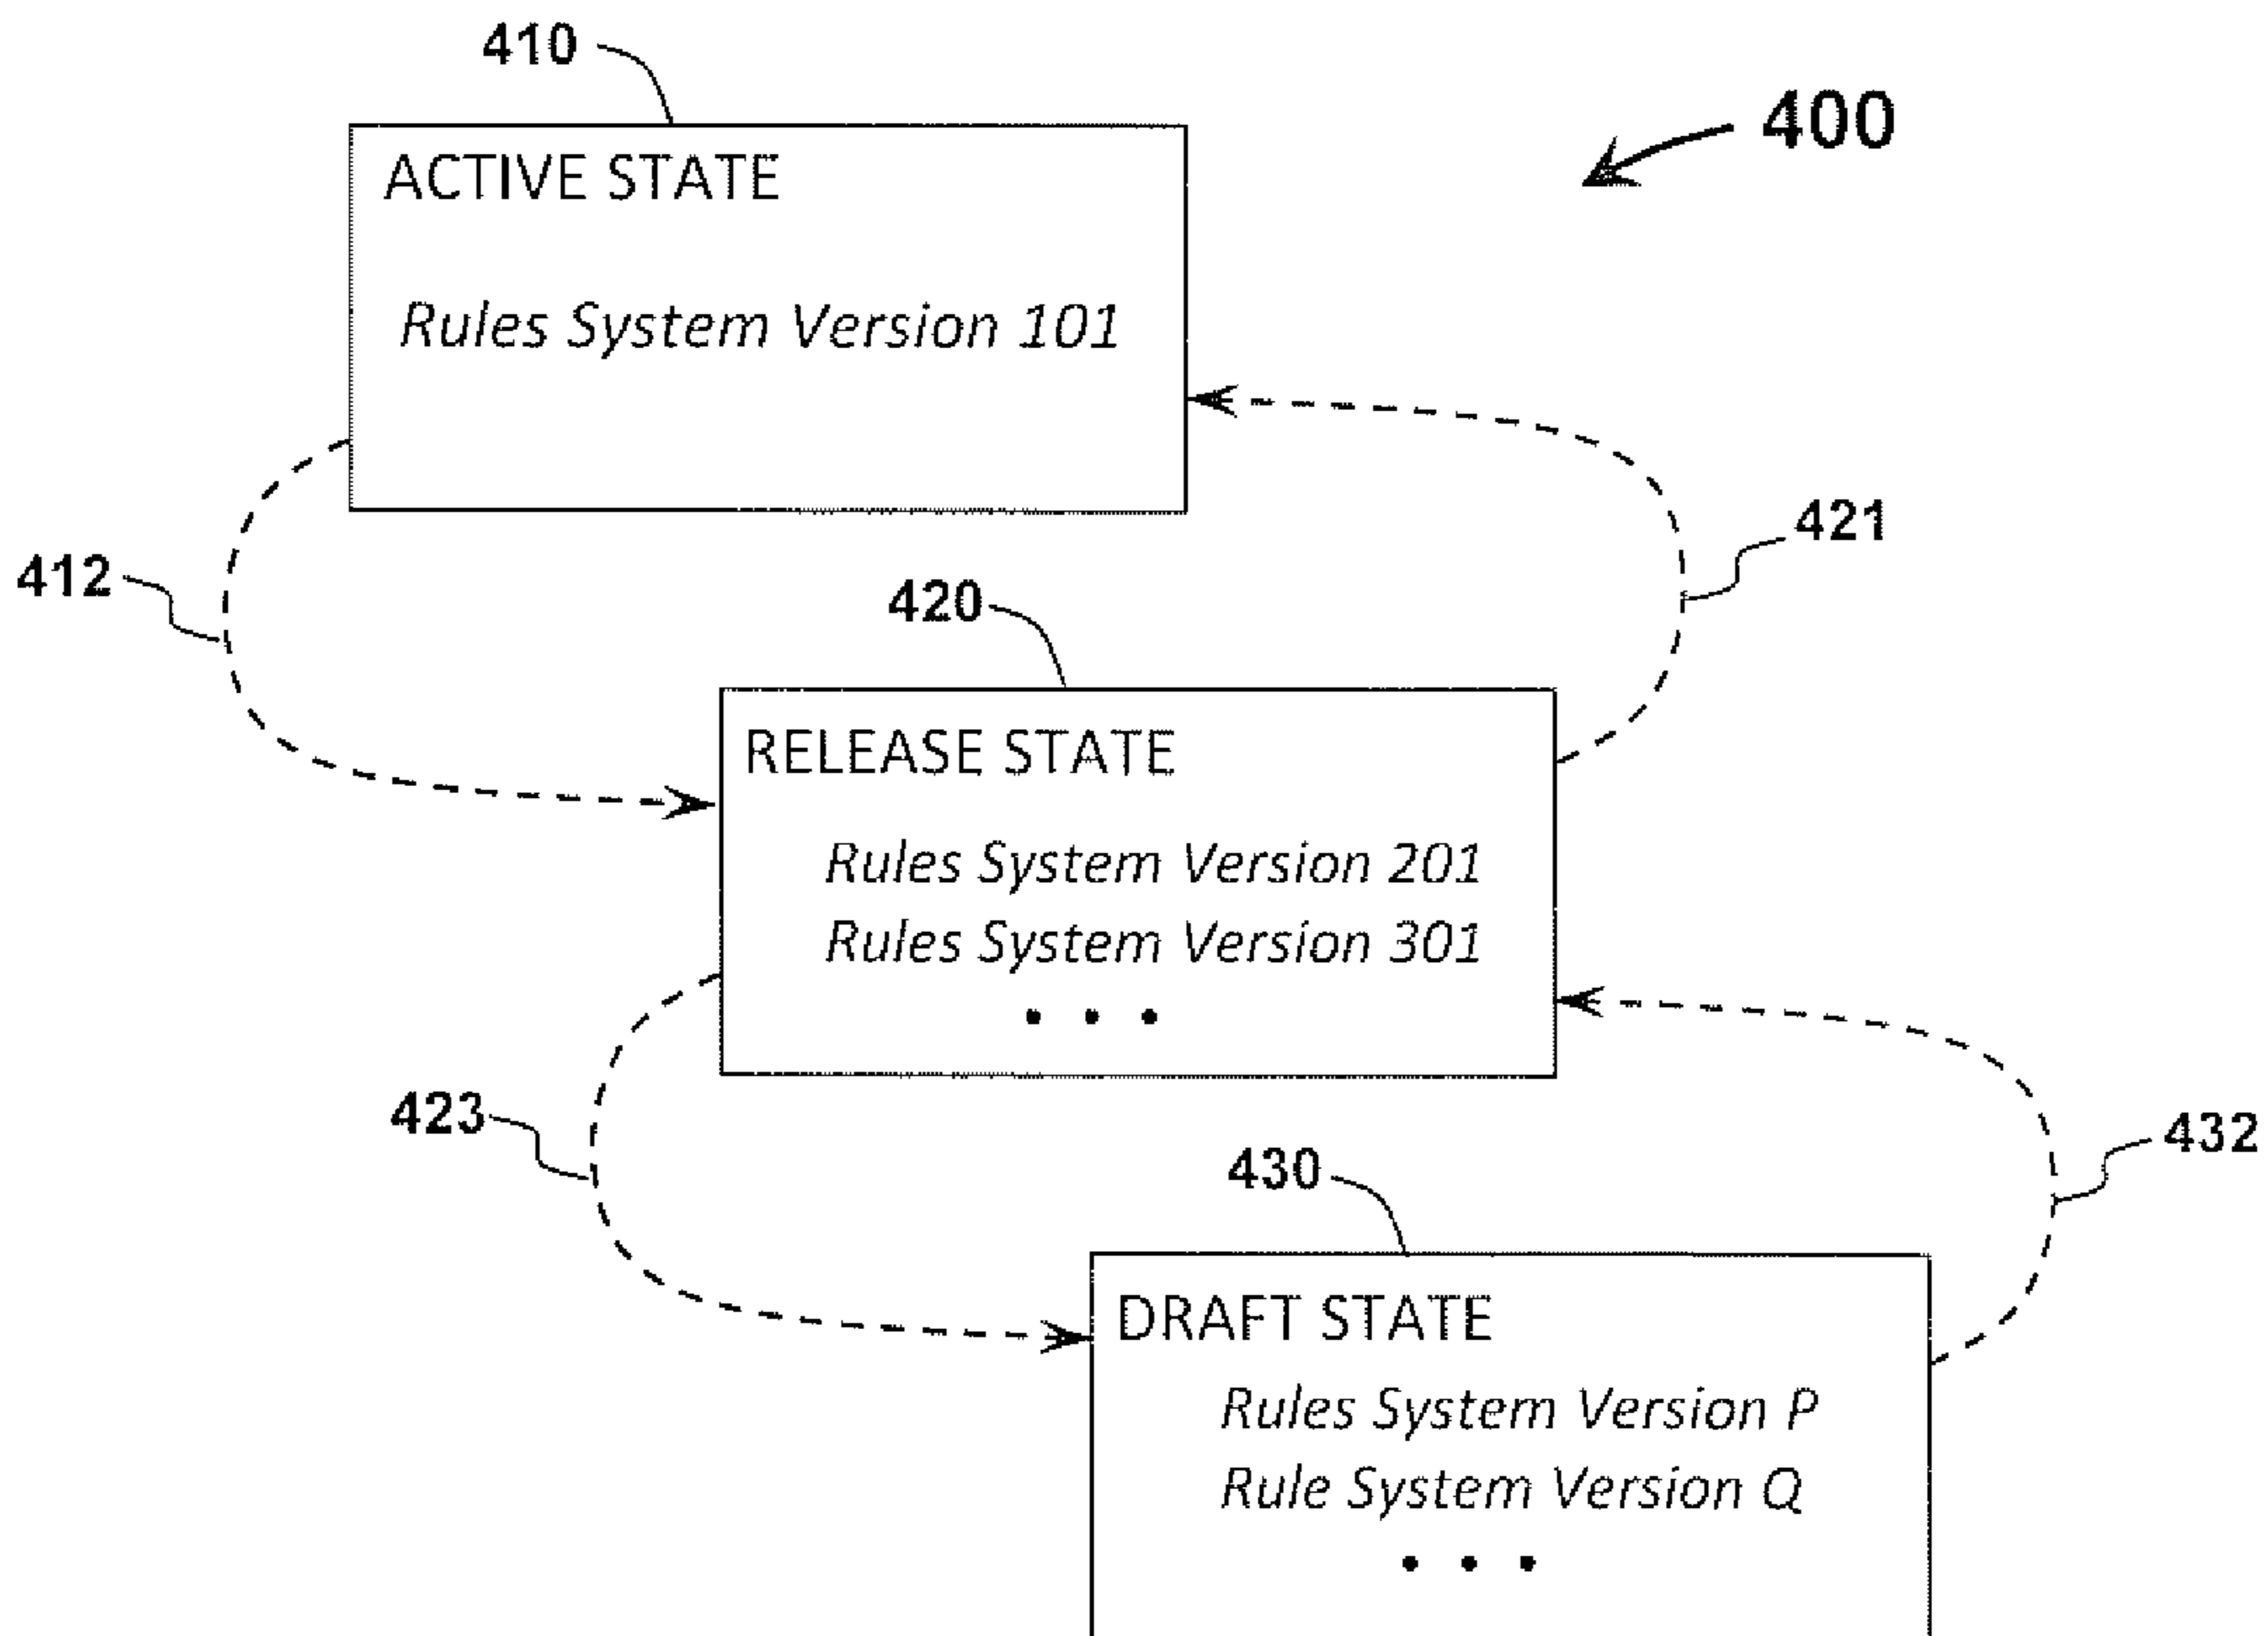 410
400
ACTIVE STATE
Rules System Version 101
421
412
420
RELEASE STATE
Rules System Version 201
Rules System Version 301
• • •
423
432
430
DRAFT STATE
Rules System Version P
Rule System Version Q
• • •